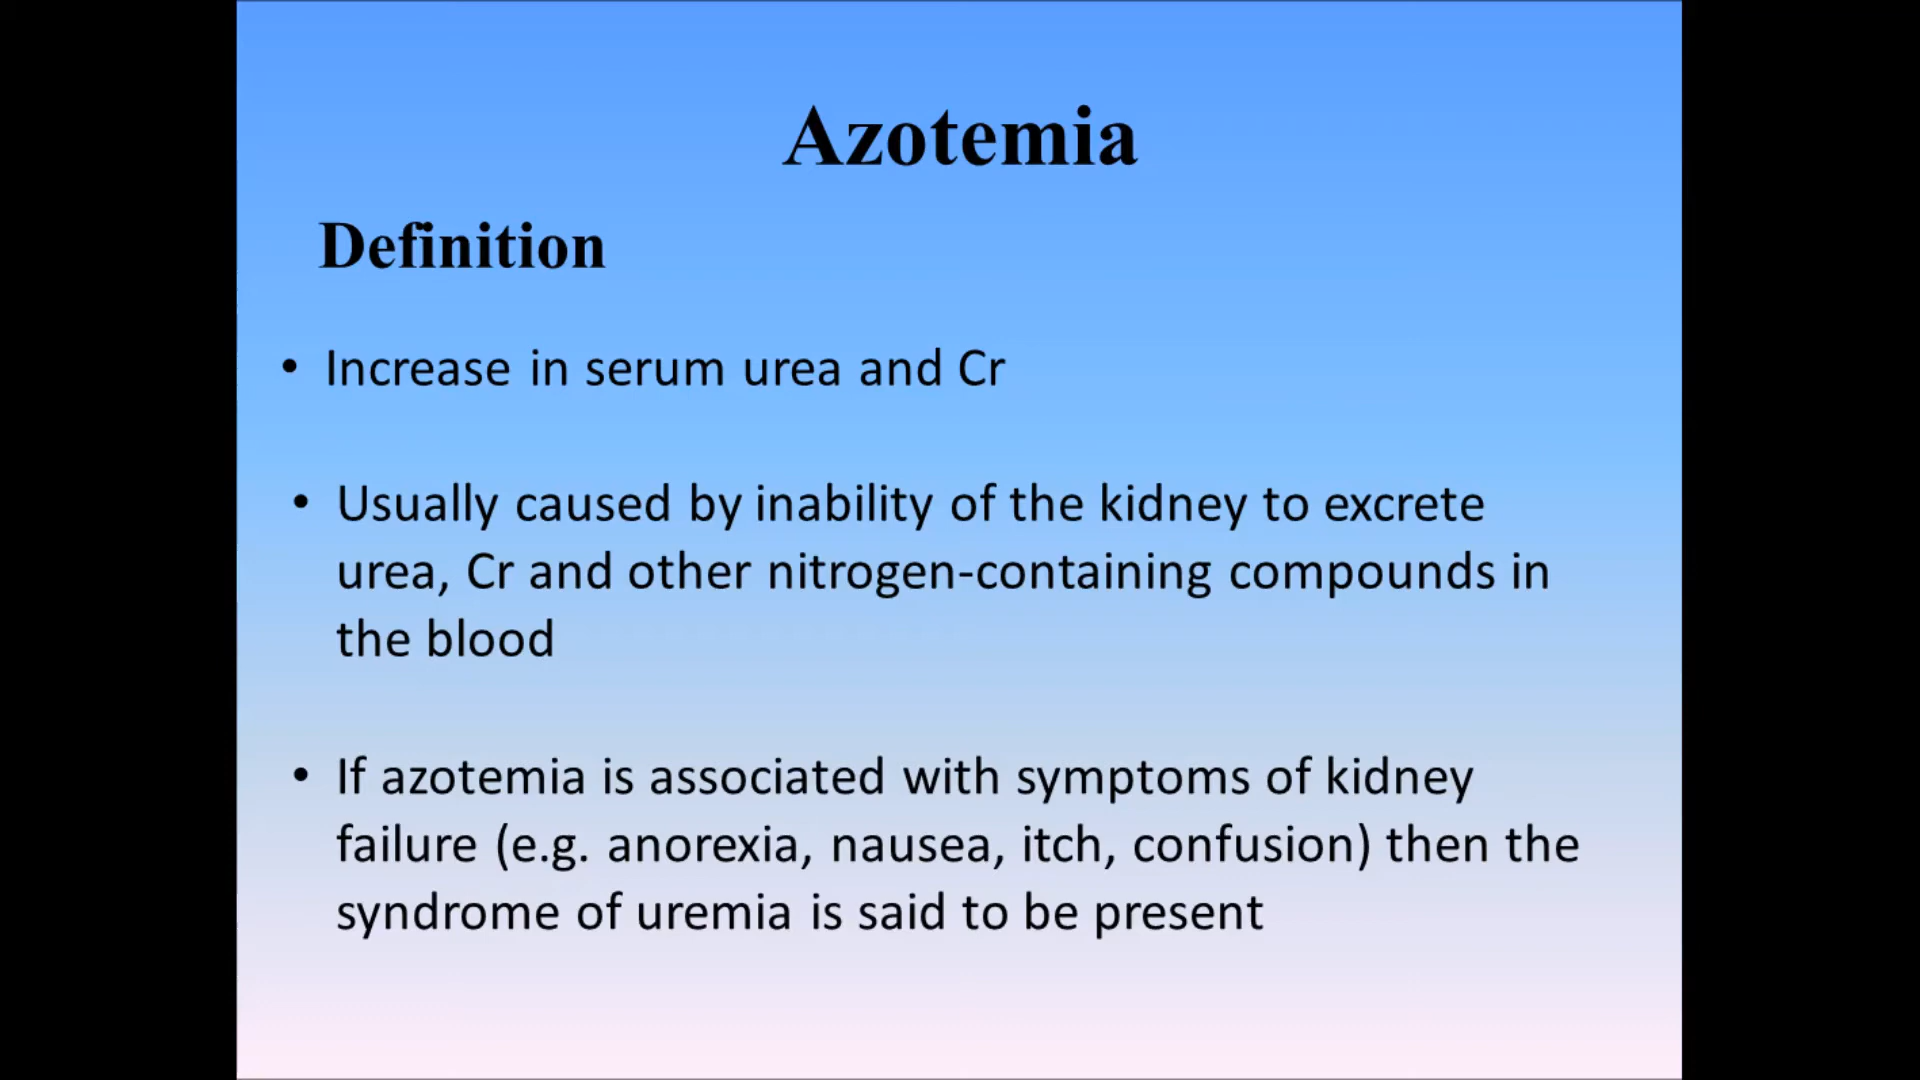 Azotemia
Definition
• Increase in serum urea and Cr
• Usually caused by inability of the kidney to excrete
urea, Cr and other nitrogen-containing compounds in
the blood
• If azotemia is associated with symptoms of kidney
failure (e.g. anorexia, nausea, itch, confusion) then the
syndrome of uremia is said to be present